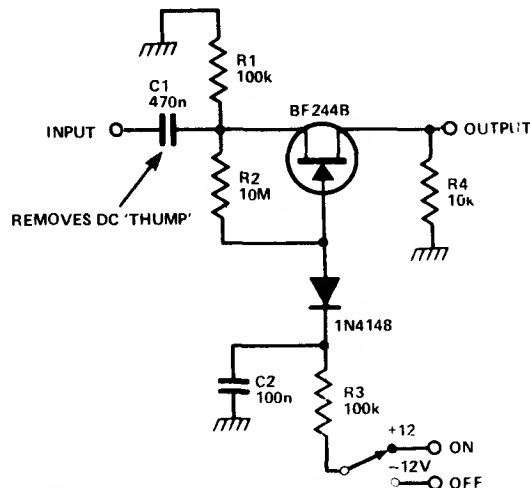 R1
100k
C1
470n
BF244B
INPUT
OUTPUT
R2
10M
R4
10k
REMOVES DC 'THUMP'
1N4148
C2
100n
R3
100k
+12
ON
−12V
OFF